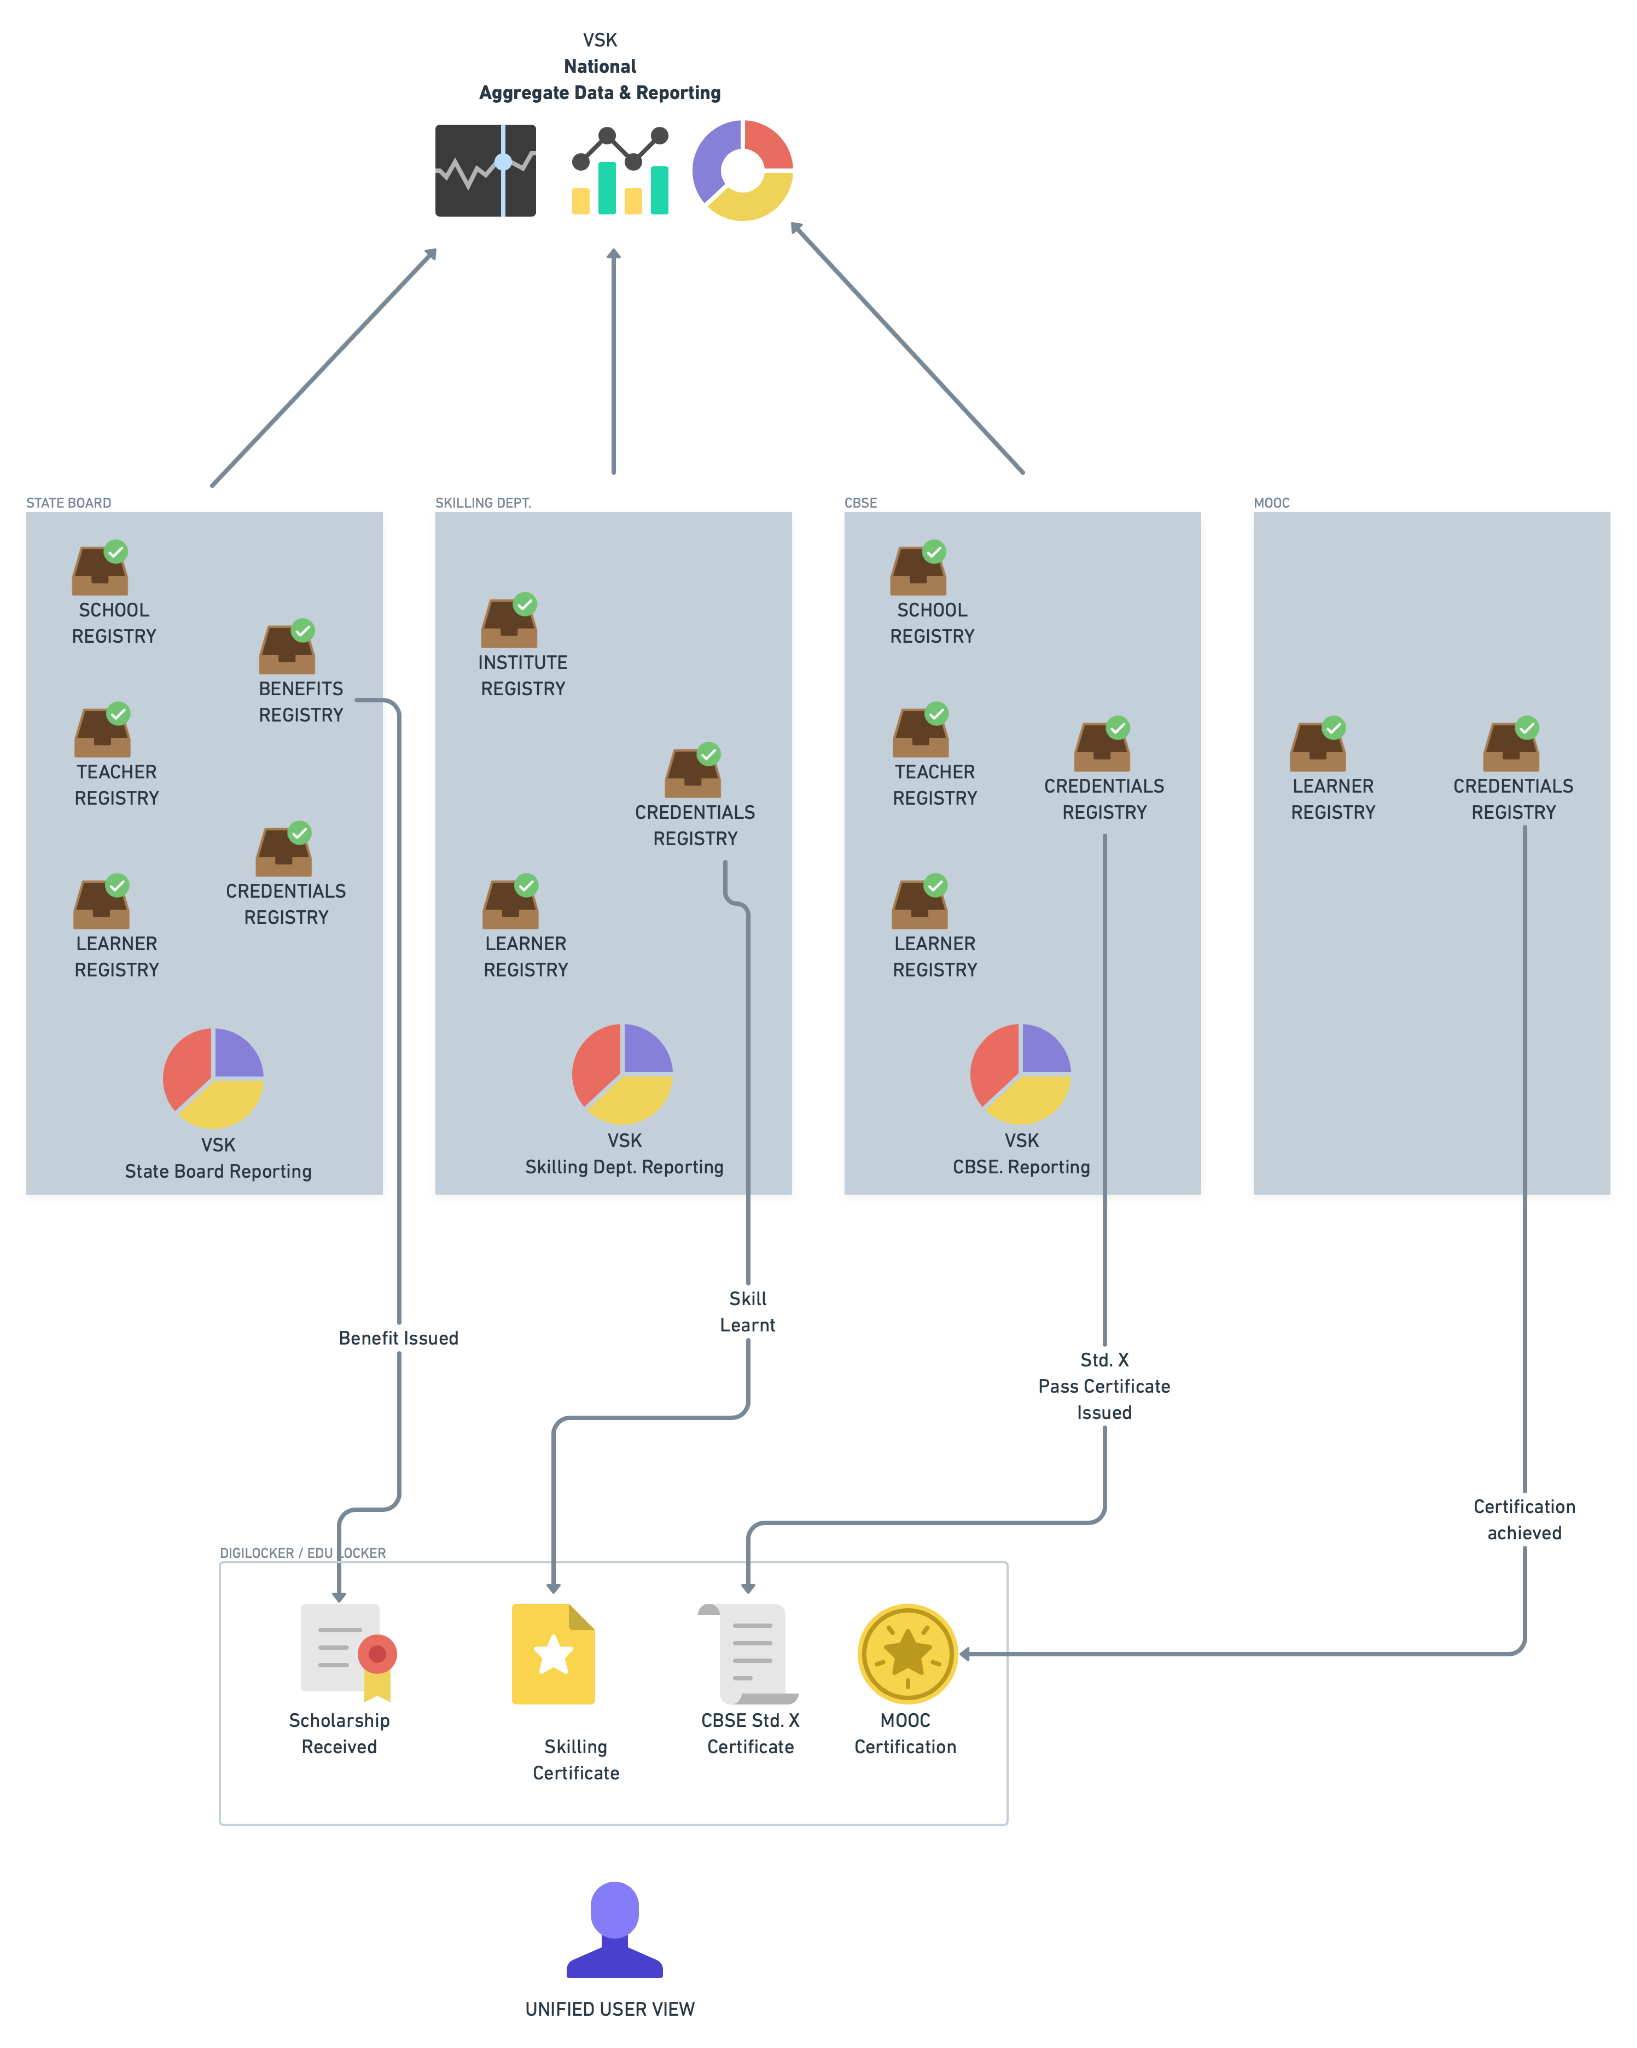 VSK
National
Aggregate Data & Reporting
STATE BOARD
SCHOOL
REGISTRY
BENEFITS
REGISTRY
TEACHER
REGISTRY
CREDENTIALS
REGISTRY
LEARNER
REGISTRY
VSK
State Board Reporting
SKILLING DEPT.
INSTITUTE
REGISTRY
CREDENTIALS
REGISTRY
LEARNER
REGISTRY
VSK
Skilling Dept. Reporting
CBSE
SCHOOL
REGISTRY
TEACHER
REGISTRY
CREDENTIALS
REGISTRY
LEARNER
REGISTRY
VSK
CBSE. Reporting
MOOC
LEARNER
REGISTRY
CREDENTIALS
REGISTRY
Benefit Issued
Skill
Learnt
Std. X
Pass Certificate
Issued
Certification
achieved
DIGILOCKER / EDU LOCKER
Scholarship
Received
Skilling
Certificate
CBSE Std. X
Certificate
MOOC
Certification
UNIFIED USER VIEW